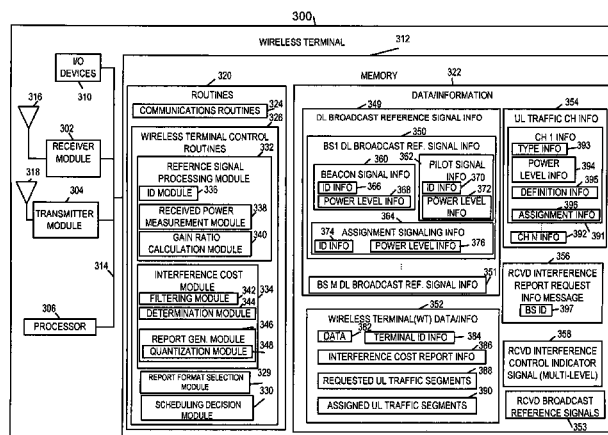 300
WIRELESS TERMINAL
312
I/O
DEVICES
310
316
302
RECEIVER
MODULE
318
304
TRANSMITTER
MODULE
314
306
PROCESSOR
MEMORY
320
ROUTINES
COMMUNICATIONS ROUTINES
324
326
WIRELESS TERMINAL CONTROL
ROUTINES
332
REFERNCE SIGNAL
PROCESSING MODULE
ID MODULE
336
RECEIVED POWER
MEASUREMENT MODULE
338
GAIN RATIO
CALCULATION MODULE
340
INTERFERENCE COST
MODULE
334
342
FILTERING MODULE
344
DETERMINATION MODULE
346
REPORT GEN. MODULE
QUANTIZATION MODULE
348
REPORT FORMAT SELECTION
MODULE
329
SCHEDULING DECISION
MODULE
330
322
DATA/INFORMATION
349
DL BROADCAST REFERENCE SIGNAL INFO
350
BS1 DL BROADCAST REF. SIGNAL INFO
360
362
BEACON SIGNAL INFO
ID INFO
366
POWER LEVEL INFO
368
PILOT SIGNAL
INFO
370
ID INFO
372
POWER LEVEL
INFO
364
ASSIGNMENT SIGNALING INFO
374
ID INFO
POWER LEVEL INFO
376
BS M DL BROADCAST REF. SIGNAL INFO
351
352
WIRELESS TERMINAL(WT) DATA/INFO
DATA
382
TERMINAL ID INFO
384
386
INTERFERENCE COST REPORT INFO
388
REQUESTED UL TRAFFIC SEGMENTS
390
ASSIGNED UL TRAFFIC SEGMENTS
354
UL TRAFFIC CH INFO
CH 1 INFO
TYPE INFO
393
POWER
LEVEL INFO
394
395
DEFINITION INFO
396
ASSIGNMENT INFO
391
CH N INFO
392
356
RCVD INTERFERENCE
REPORT REQUEST
INFO MESSAGE
BS ID
397
358
RCVD INTERFERENCE
CONTROL INDICATOR
SIGNAL (MULTI-LEVEL)
RCVD BROADCAST
REFERENCE SIGNALS
353